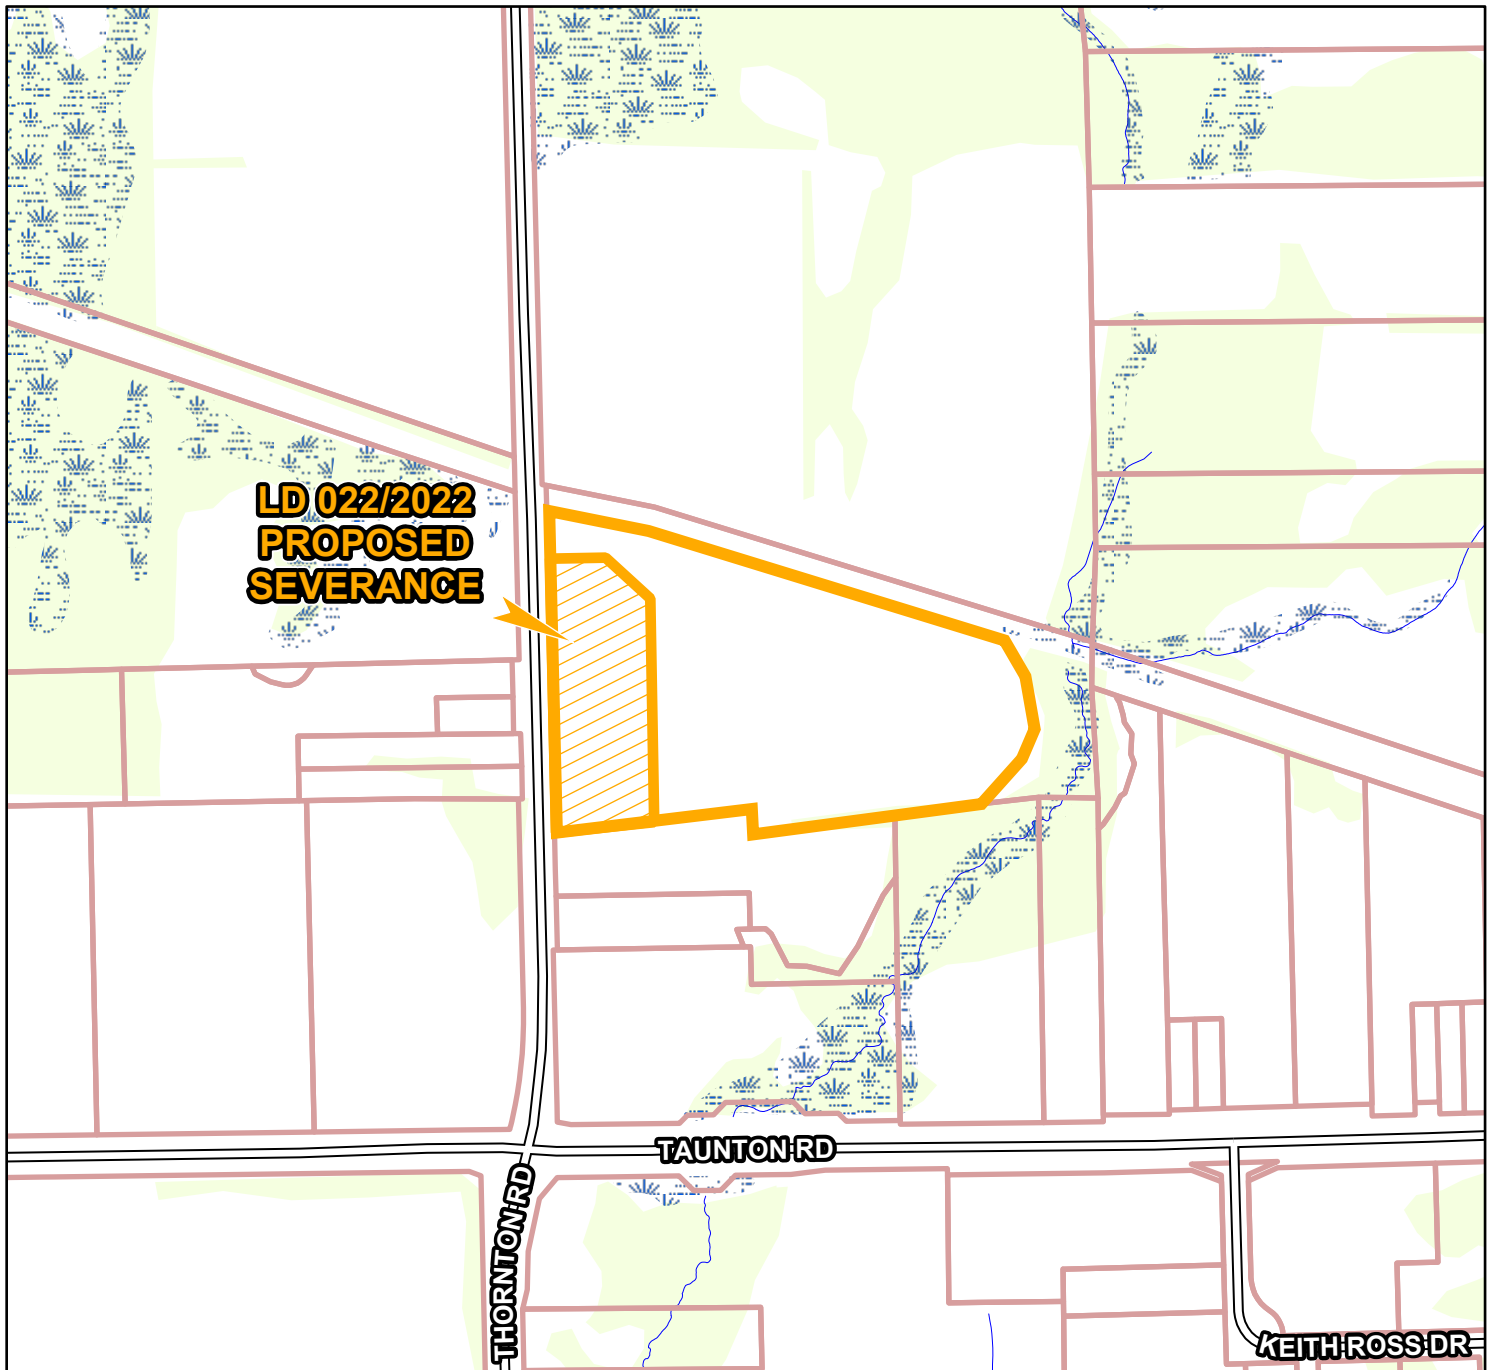 LD 022/2022
PROPOSED
SEVERANCE
TAUNTON RD
THORNTON RD
KEITH ROSS DR